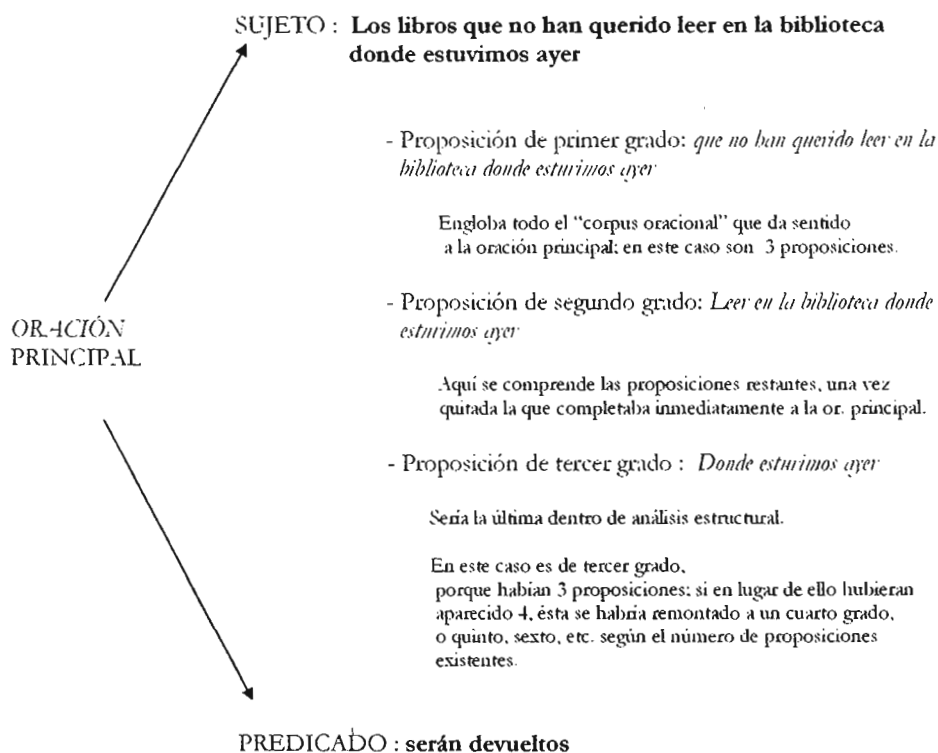 SUJETO : Los libros que no han querido leer en la biblioteca
donde estuvimos ayer
- Proposición de primer grado: que no han querido leer en la
biblioteca donde estuvimos ayer
Engloba todo el “corpus oracional” que da sentido
a la oración principal; en este caso son 3 proposiciones.
- Proposición de segundo grado: Leer en la biblioteca donde
estuvimos ayer
ORACIÓN
PRINCIPAL
Aquí se comprende las proposiciones restantes, una vez
quitada la que completaba inmediatamente a la or. principal.
- Proposición de tercer grado : Donde estuvimos ayer
Sería la última dentro de análisis estructural.
En este caso es de tercer grado,
porque habían 3 proposiciones; si en lugar de ello hubieran
aparecido 4, ésta se habría remontado a un cuarto grado,
o quinto, sexto, etc. según el número de proposiciones
existentes.
PREDICADO : serán devueltos